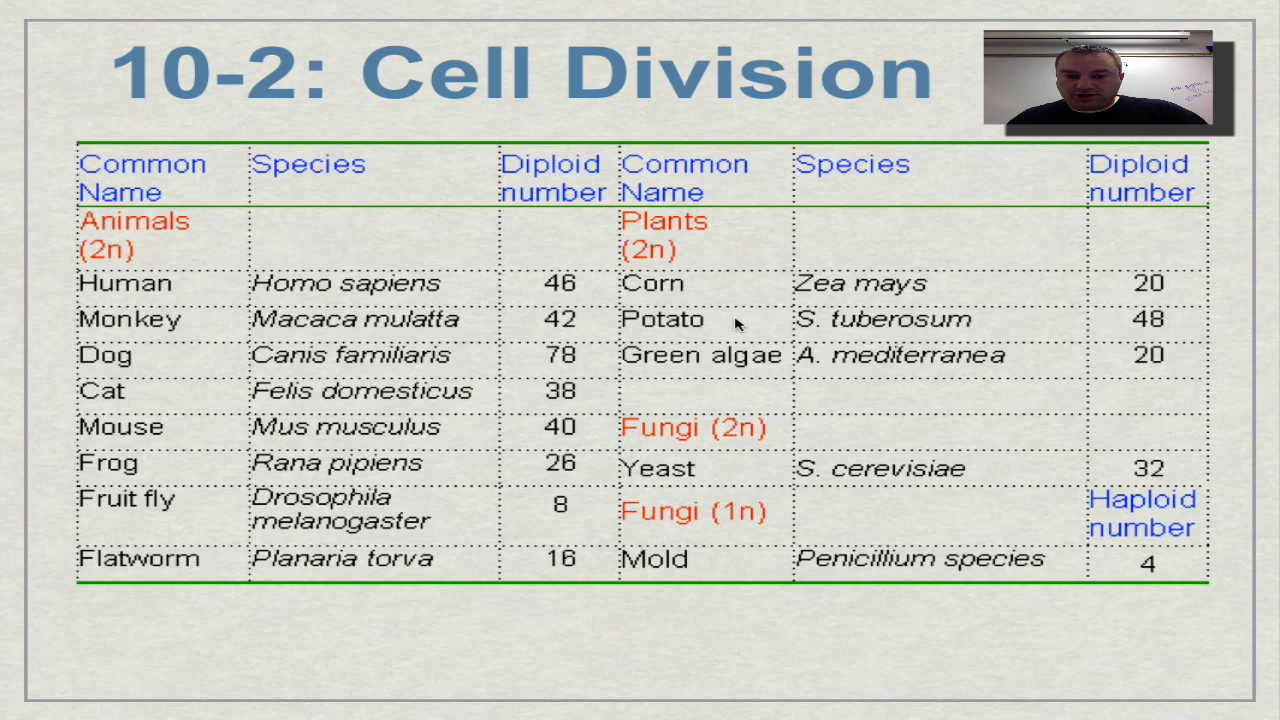 10-2: Cell Division
Common Name Species Diploid number Common Name Species Diploid number
Animals (2n) Plants (2n)
Human Homo sapiens 46 Corn Zea mays 20
Monkey Macaca mulatta 42 Potato S. tuberosum 48
Dog Canis familiaris 78 Green algae A. mediterranea 20
Cat Felis domesticus 38
Mouse Mus musculus 40 Fungi (2n)
Frog Rana pipiens 26 Yeast S. cerevisiae 32
Fruit fly Drosophila melanogaster 8 Fungi (1n) Haploid number
Flatworm Planaria torva 16 Mold Penicillium species 4